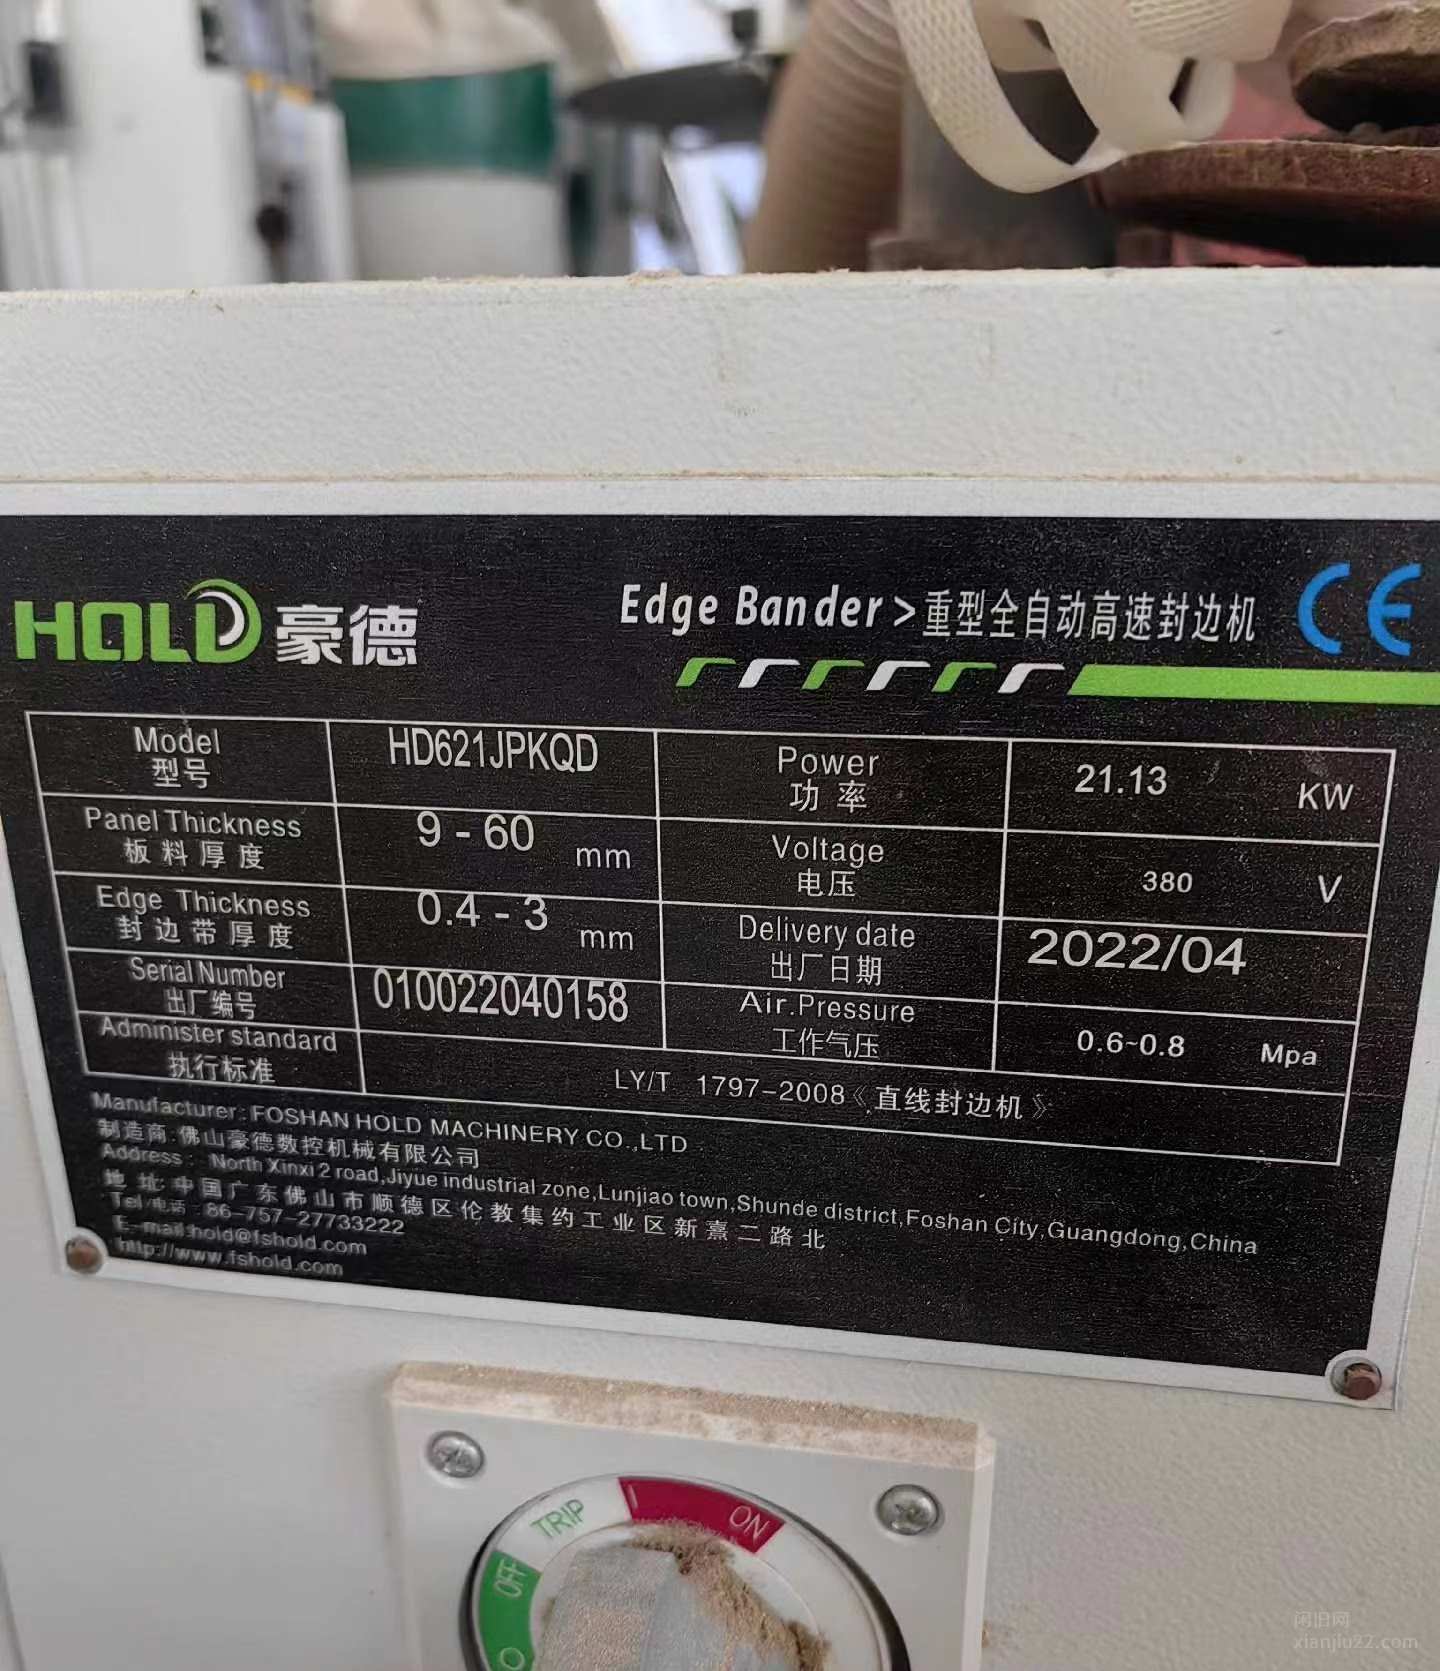 HOLD 豪德
Edge Bander>重型全自动高速封边机 CE
Model HD621JPKQD Power 21.13 KW
型号 功率
Panel Thickness 9-60 mm Voltage 380 V
板料厚度 电压
Edge Thickness 0.4-3 mm Delivery date 2022/04
封边带厚度 出厂日期
Serial Number 010022040158 Air.Pressure 0.6~0.8 Mpa
出厂编号 工作气压
Administer standard LY/T 1797-2008《直线封边机》
执行标准
Manufacturer: FOSHAN HOLD MACHINERY CO.,LTD
制造商:佛山豪德数控机械有限公司
Address: North Xinxi 2 road,Jiyue industrial zone,Lunjiao town,Shunde district,Foshan City,Guangdong,China
地址:中国广东佛山市顺德区伦教集约工业区新熹二路北
Tel/电话:86-757-27733222
E-mail:hold@fshold.com
http://www.fshold.com
TRIP I ON
OFF
O
闲旧网
xianjiu22.com